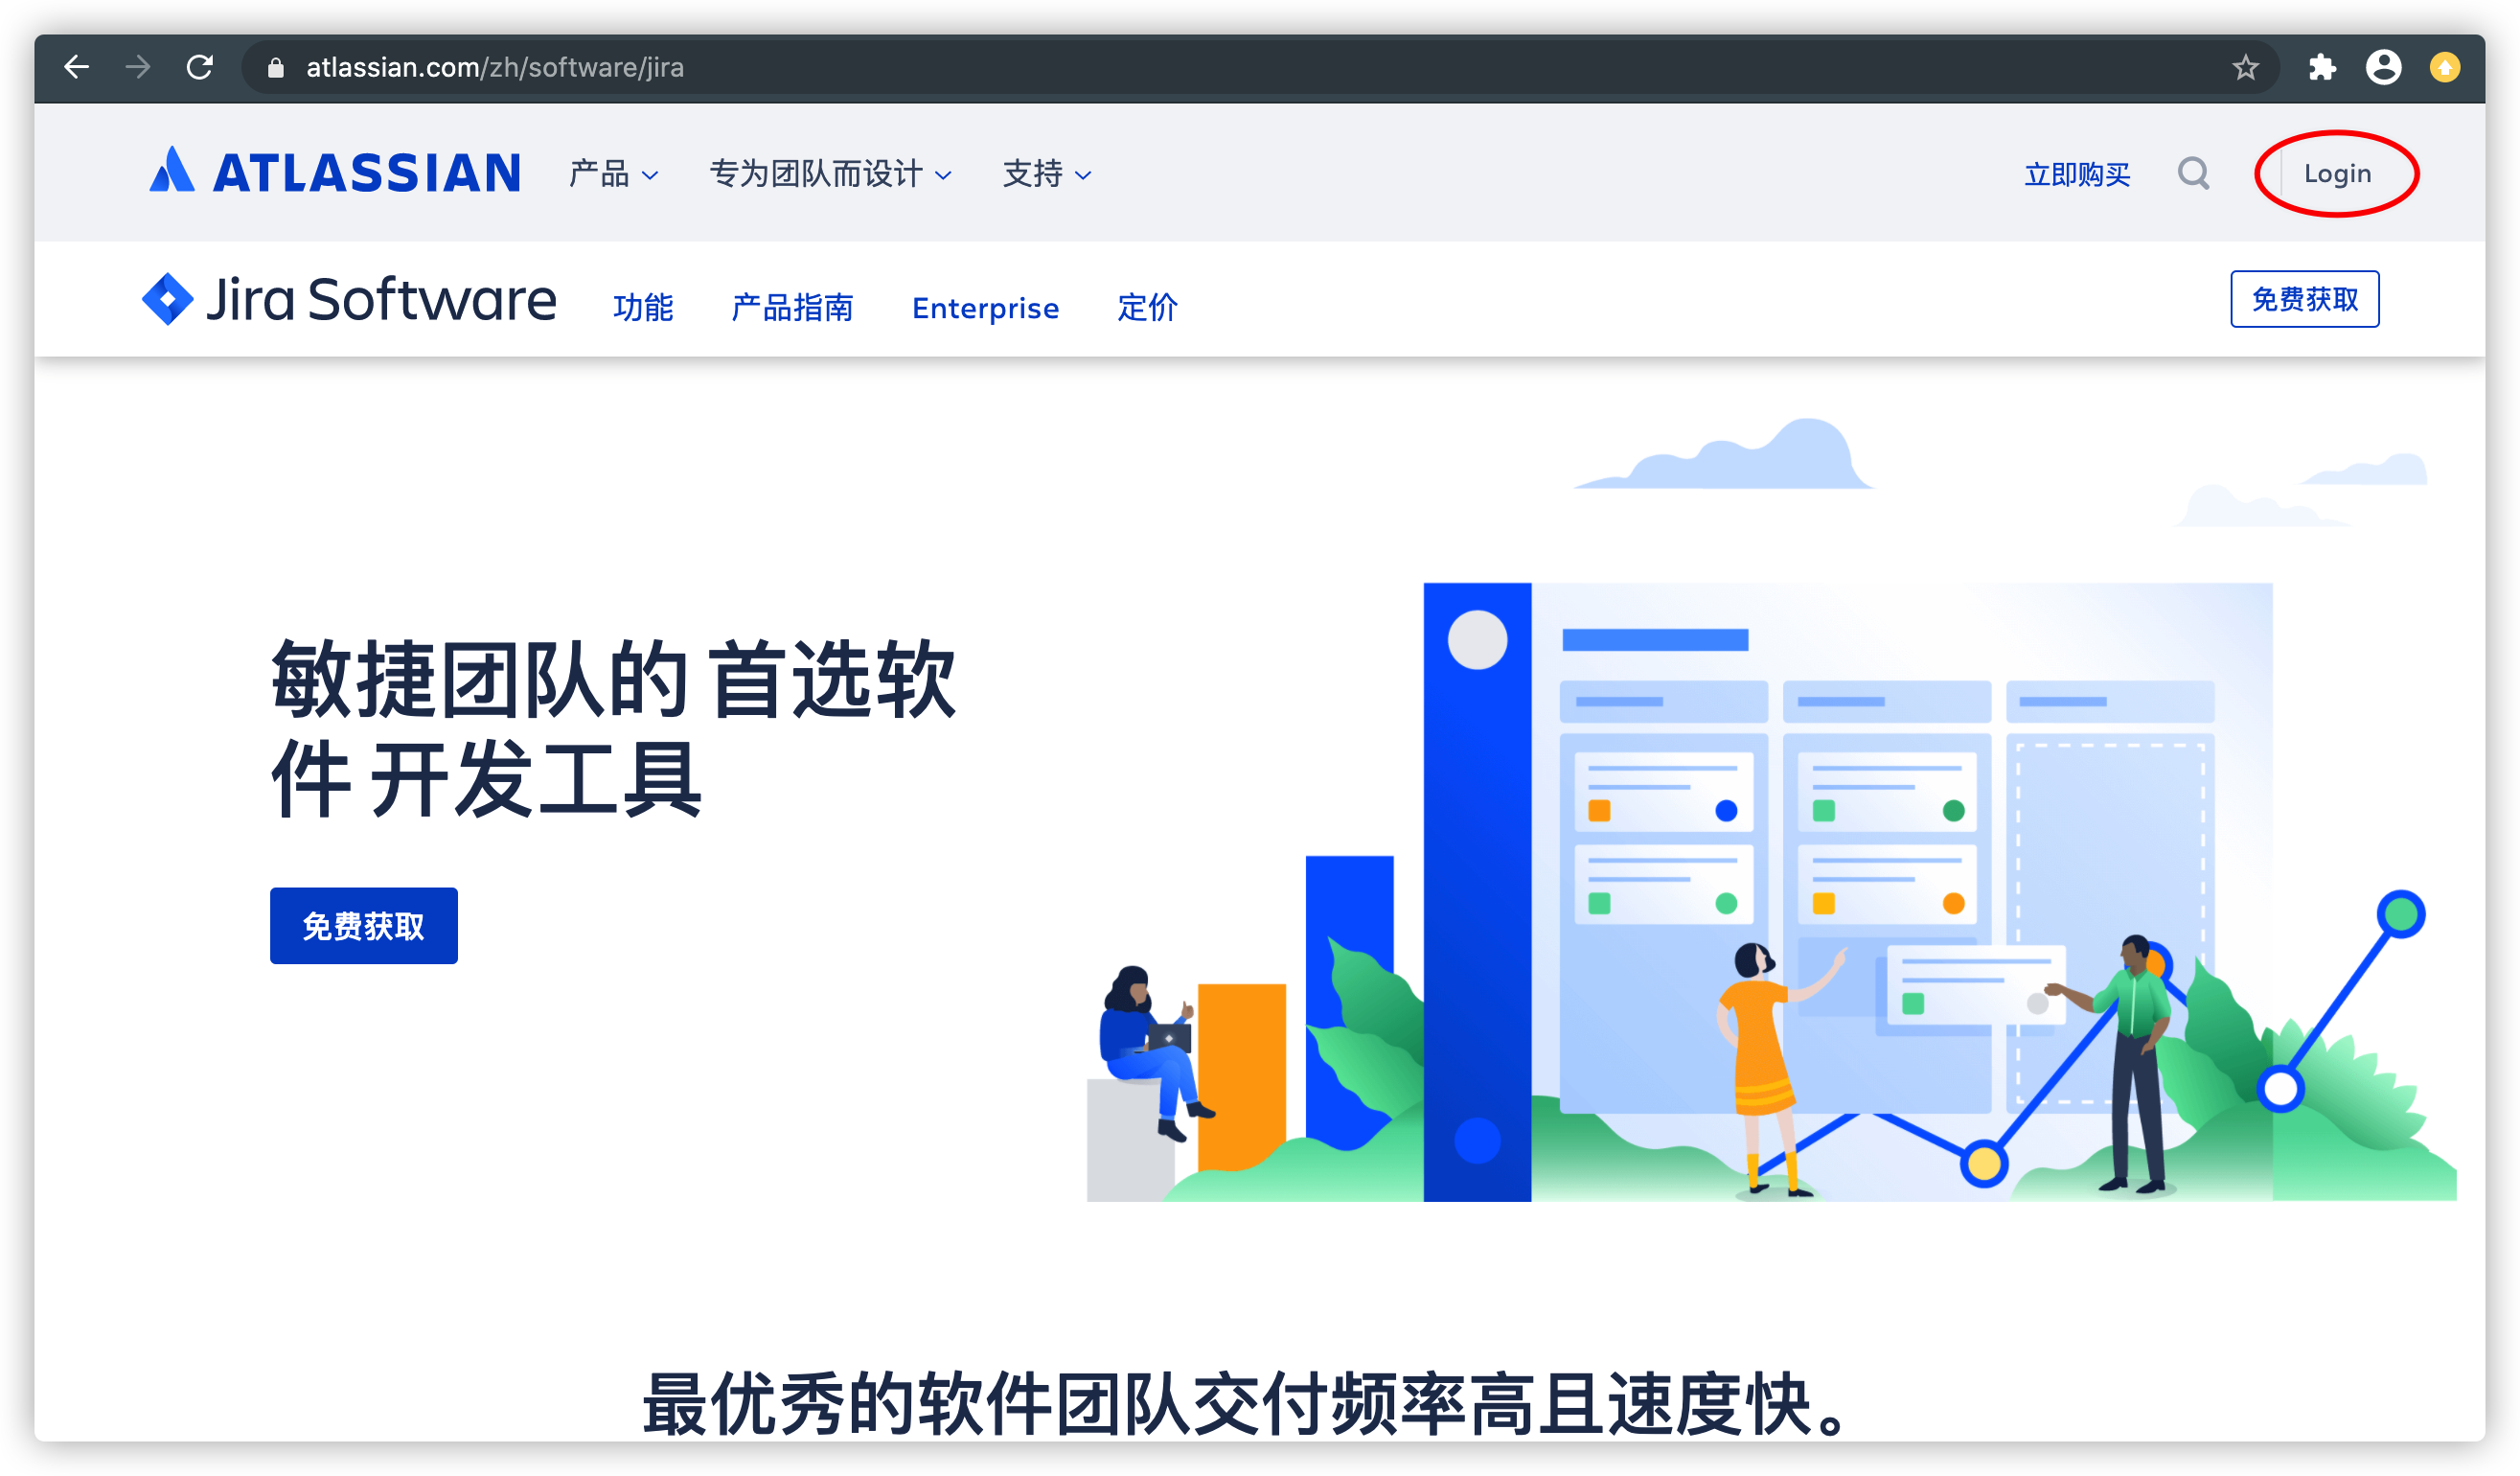 atlassian.com/zh/software/jira
ATLASSIAN 产品 专为团队而设计 支持 立即购买 Login
Jira Software 功能 产品指南 Enterprise 定价 免费获取
敏捷团队的 首选软
件 开发工具
免费获取
最优秀的软件团队交付频率高且速度快。